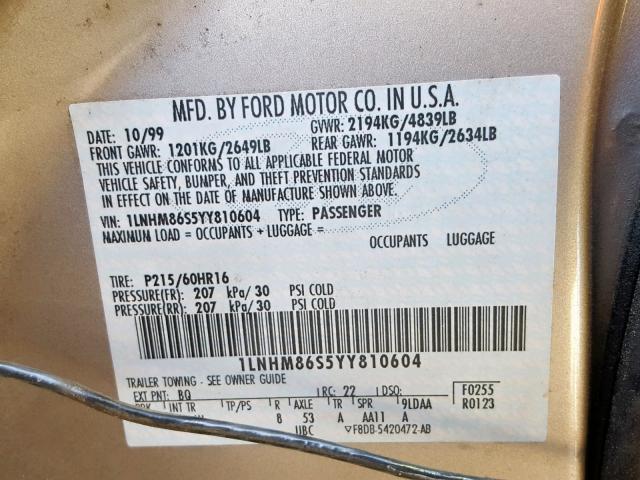 MFD. BY FORD MOTOR CO. IN U.S.A.
DATE: 10/99 GVWR: 2194KG/4839LB
FRONT GAWR: 1201KG/2649LB REAR GAWR: 1194KG/2634LB
THIS VEHICLE CONFORMS TO ALL APPLICABLE FEDERAL MOTOR
VEHICLE SAFETY, BUMPER, AND THEFT PREVENTION STANDARDS
IN EFFECT ON THE DATE OF MANUFACTURE SHOWN ABOVE.
VIN: 1LNHM86S5YY810604 TYPE: PASSENGER
MAXIMUM LOAD = OCCUPANTS + LUGGAGE = OCCUPANTS LUGGAGE
TIRE: P215/60HR16
PRESSURE(FR): 207 kPa/ 30 PSI COLD
PRESSURE(RR): 207 kPa/ 30 PSI COLD
1LNHM86S5YY810604
TRAILER TOWING - SEE OWNER GUIDE
EXT PNT: BQ RC: 22 DSO: F0255
BK INT TR TP/PS R AXLE TR SPR 9LDAA R0123
8 53 A AA11 A
UBC ▽F8DB-5420472-AB